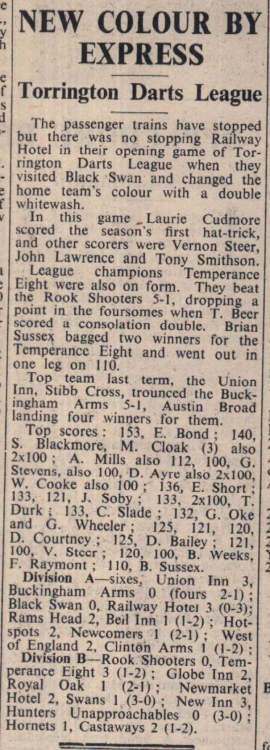 NEW COLOUR BY
EXPRESS
Torrington Darts League
The passenger trains have stopped
but there was no stopping Railway
Hotel in their opening game of Tor-
rington Darts League when they
visited Black Swan and changed the
home team's colour with a double
whitewash.
In this game Laurie Cudmore
scored the season's first hat-trick,
and other scorers were Vernon Steer,
John Lawrence and Tony Smithson.
League champions Temperance
Eight were also on form. They beat
the Rook Shooters 5-1, dropping a
point in the foursomes when T. Beer
scored a consolation double. Brian
Sussex bagged two winners for the
Temperance Eight and went out in
one leg on 110.
Top team last term, the Union
Inn, Stibb Cross, trounced the Buck-
ingham Arms 5-1, Austin Broad
landing four winners for them.
Top scores : 153, E. Bond ; 140,
S. Blackmore, M. Cloak (3) also
2x100 ; A. Mills also 112, 100, G.
Stevens, also 100, D. Ayre also 2x100,
W. Cooke also 100 ; 136, E. Short ;
133, 121, J. Soby ; 133, 2x100, T.
Durk ; 133, C. Slade ; 132, G. Oke
and G. Wheeler ; 125, 121, 120,
D. Courtney ; 125, D. Bailey ; 121,
100, V. Steer ; 120, 100, B. Weeks,
F. Raymont ; 110, B. Sussex.
Division A—sixes, Union Inn 3,
Buckingham Arms 0 (fours 2-1) ;
Black Swan 0, Railway Hotel 3 (0-3);
Rams Head 2, Bell Inn 1 (1-2) ; Hot-
spots 2, Newcomers 1 (2-1) ; West
of England 2, Clinton Arms 1 (1-2) ;
Division B—Rook Shooters 0, Tem-
perance Eight 3 (1-2) ; Globe Inn 2,
Royal Oak 1 (2-1) ; Newmarket
Hotel 2, Swans 1 (3-0) ; New Inn 3,
Hunters Unapproachables 0 (3-0) ;
Hornets 1, Castaways 2 (1-2).